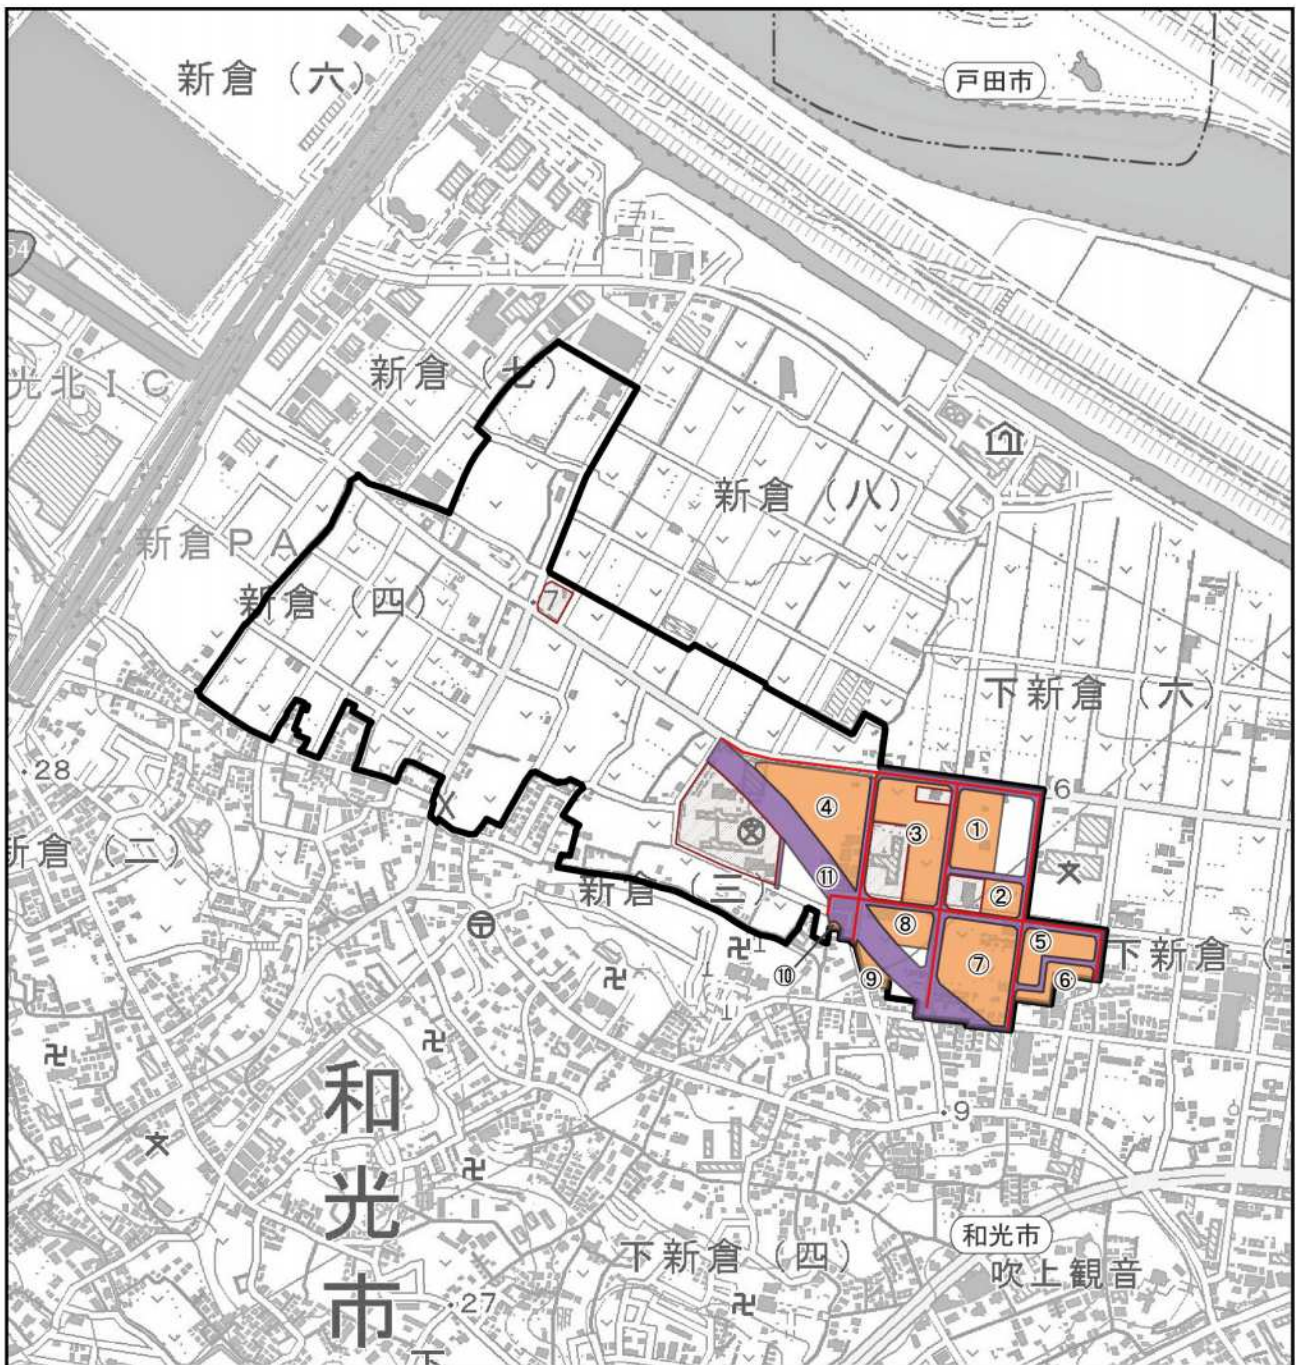 新倉（六）
戸田市
54
光北ＩＣ
新倉（七）
新倉（八）
新倉ＰＡ
新倉（四）
7
下新倉（六）
28
6
④
③
①
新倉（二）
⑪
②
新倉（三）
⑧
⑤
⑩
⑨
⑦
⑥
下新倉
和光市
9
和光市
下新倉（四）
吹上観音
27
下